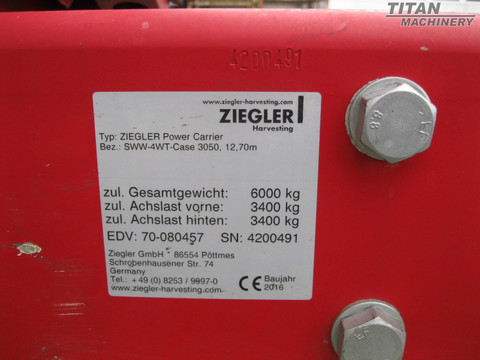 TITAN
MACHINERY
4200491
www.ziegler-harvesting.com
ZIEGLER
Harvesting
Typ: ZIEGLER Power Carrier
Bez.: SWW-4WT-Case 3050, 12,70m
zul. Gesamtgewicht: 6000 kg
zul. Achslast vorne: 3400 kg
zul. Achslast hinten: 3400 kg
EDV: 70-080457 SN: 4200491
Ziegler GmbH · 86554 Pöttmes
Schrobenhausener Str. 74
Germany
Tel.: +49 (0) 8253 / 9997-0
www.ziegler-harvesting.com
CE Baujahr
2016
8.8